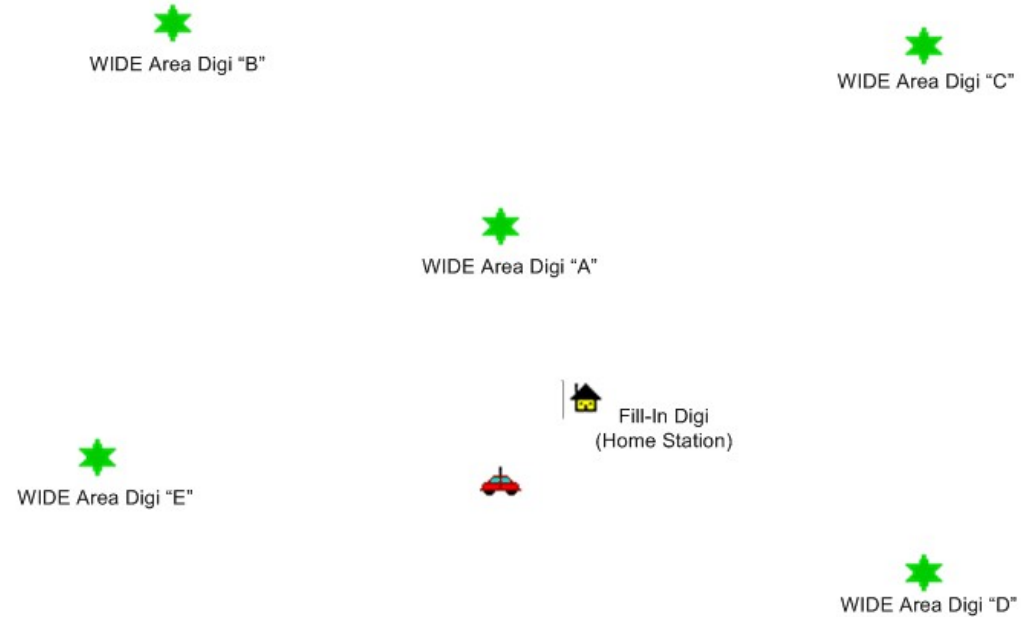 WIDE Area Digi “B”
WIDE Area Digi “C”
WIDE Area Digi “A”
Fill-In Digi
(Home Station)
WIDE Area Digi “E”
WIDE Area Digi “D”